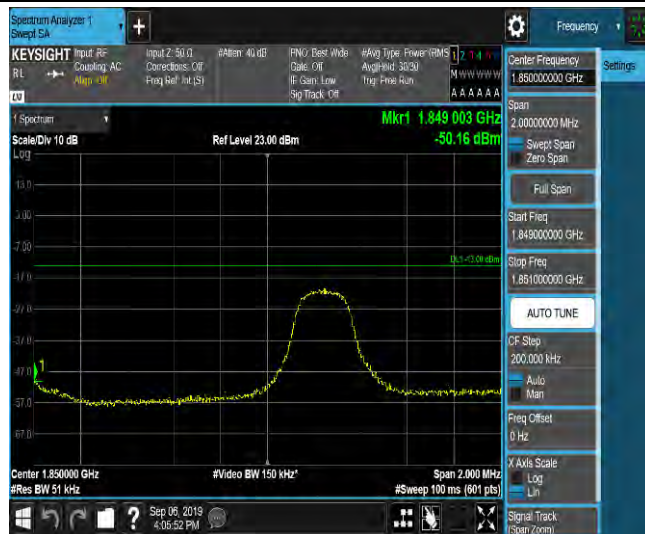 Spectrum Analyzer 1
Swept SA
Frequency
KEYSIGHT
Input: RF
Coupling: AC
Align: Off
Input Z: 50 Ω
Corrections: Off
Freq Ref: Int (S)
#Atten: 40 dB
PNO: Best Wide
Gate: Off
IF Gain: Low
Sig Track: Off
#Avg Type: Power (RMS
Avg|Hold: 30/30
Trig: Free Run
M W W W W W
A A A A A A
RL
Center Frequency
1.850000000 GHz
Settings
Span
2.00000000 MHz
Swept Span
Zero Span
Full Span
Start Freq
1.849000000 GHz
Stop Freq
1.851000000 GHz
AUTO TUNE
CF Step
200.000 kHz
Auto
Man
Freq Offset
0 Hz
X Axis Scale
Log
Lin
Signal Track
(Span Zoom)
1 Spectrum
Scale/Div 10 dB
Log
Ref Level 23.00 dBm
Mkr1 1.849 003 GHz
-50.16 dBm
13.0
3.00
-7.00
DL1 -13.00 dBm
-17.0
-27.0
-37.0
-47.0
1
-57.0
-67.0
Center 1.850000 GHz
#Res BW 51 kHz
#Video BW 150 kHz*
Span 2.000 MHz
#Sweep 100 ms (601 pts)
?
Sep 06, 2019
4:05:52 PM